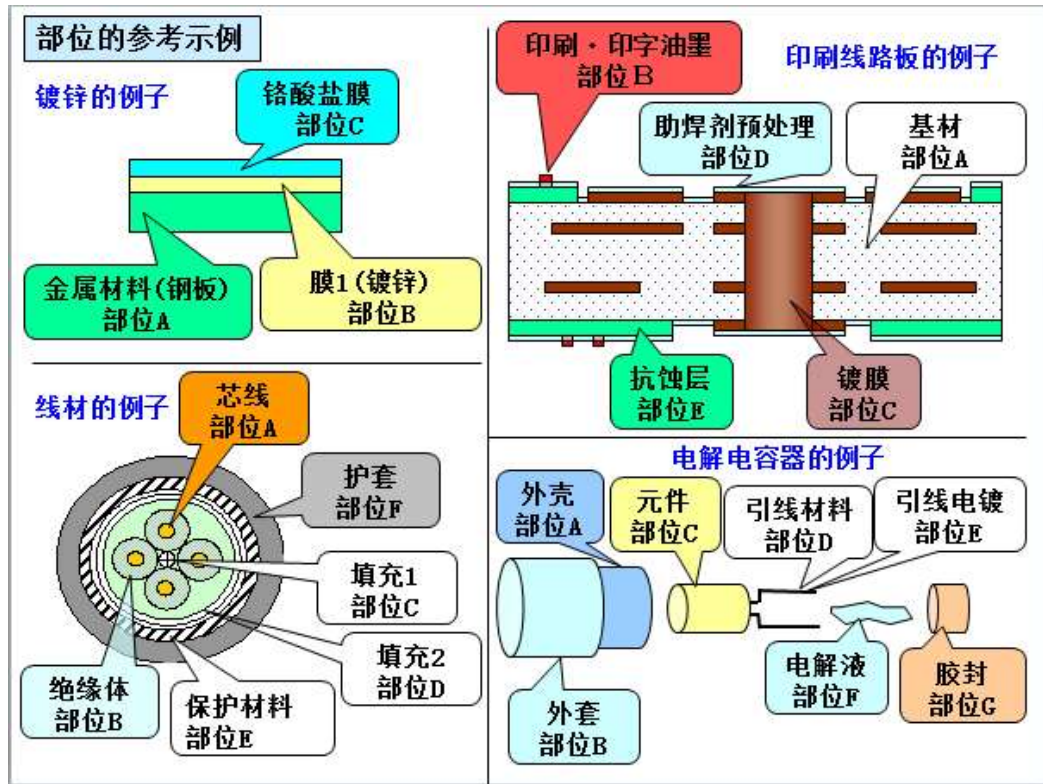 部位的参考示例
镀锌的例子
铬酸盐膜
部位C
金属材料(钢板)
部位A
膜1(镀锌)
部位B
印刷线路板的例子
印刷·印字油墨
部位B
助焊剂预处理
部位D
基材
部位A
抗蚀层
部位E
镀膜
部位C
线材的例子
芯线
部位A
护套
部位F
填充1
部位C
填充2
部位D
绝缘体
部位B
保护材料
部位E
电解电容器的例子
外壳
部位A
元件
部位C
引线材料
部位D
引线电镀
部位E
外套
部位B
电解液
部位F
胶封
部位G